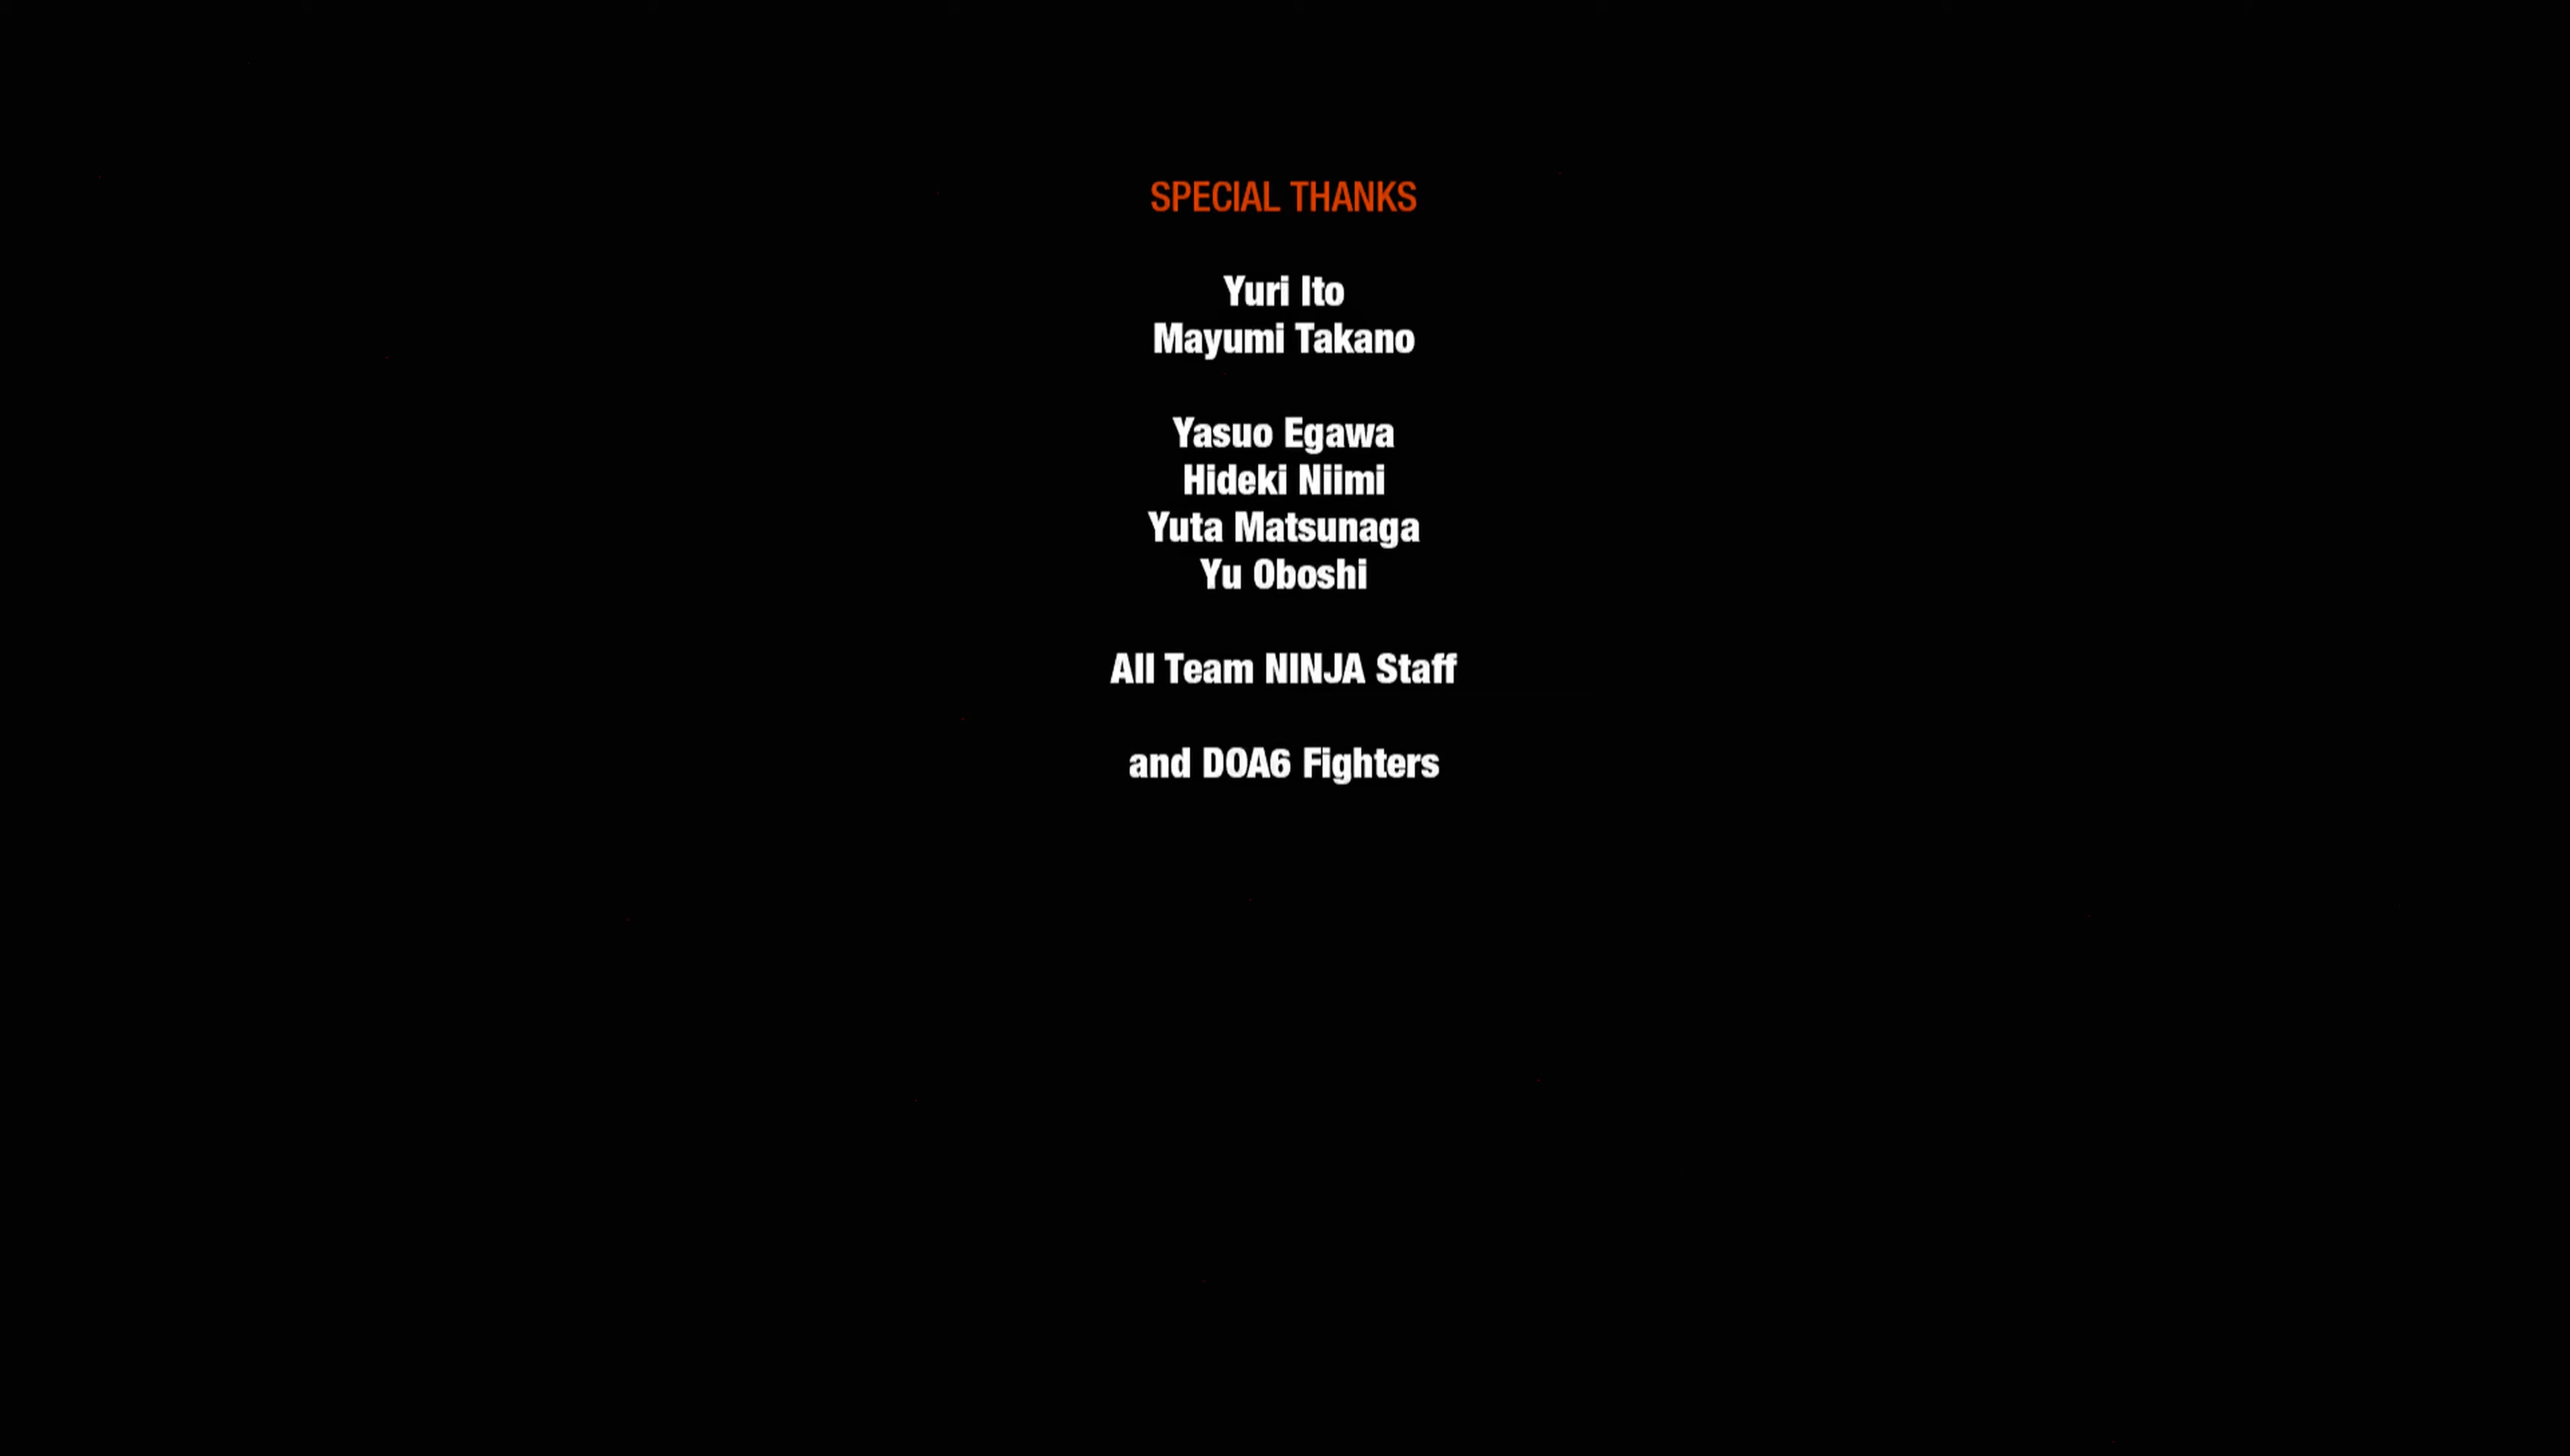 SPECIAL THANKS
Yuri Ito
Mayumi Takano
Yasuo Egawa
Hideki Niimi
Yuta Matsunaga
Yu Oboshi
All Team NINJA Staff
and DOA6 Fighters